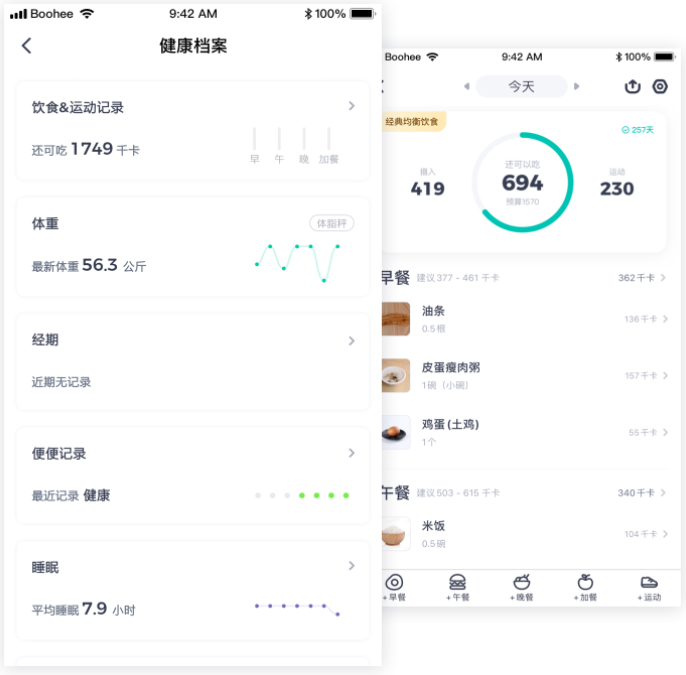 Boohee 9:42 AM 100%
健康档案
饮食&运动记录
还可吃 1749 千卡
早 午 晚 加餐
体重
体脂秤
最新体重 56.3 公斤
经期
近期无记录
便便记录
最近记录 健康
睡眠
平均睡眠 7.9 小时
Boohee 9:42 AM 100%
今天
经典均衡饮食
257天
摄入
419
还可以吃
694
预算1570
运动
230
早餐 建议 377 - 461 千卡 362 千卡
油条
0.5 根
136 千卡
皮蛋瘦肉粥
1碗（小碗）
157 千卡
鸡蛋 (土鸡)
1个
55 千卡
午餐 建议 503 - 615 千卡 340 千卡
米饭
0.5 碗
104 千卡
+ 早餐 + 午餐 + 晚餐 + 加餐 + 运动